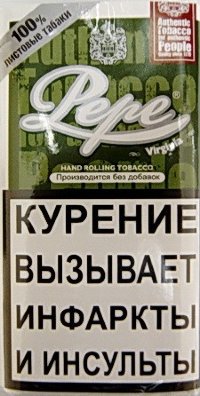 100%
листовые табаки
Authentic
Tobacco
for authentic
People
Pepe
Virginia
HAND ROLLING TOBACCO
Производится без добавок
КУРЕНИЕ
ВЫЗЫВАЕТ
ИНФАРКТЫ
И ИНСУЛЬТЫ